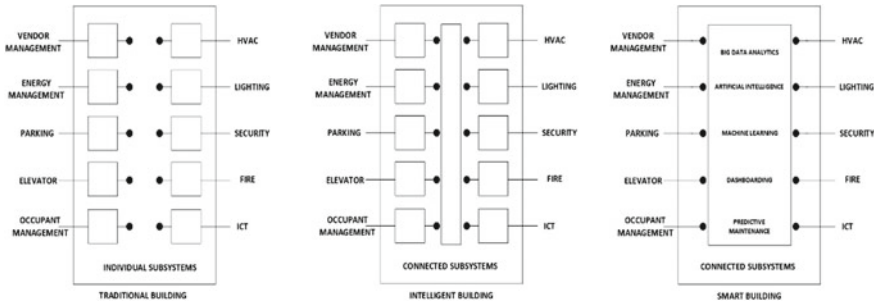 VENDOR
MANAGEMENT
HVAC
ENERGY
MANAGEMENT
LIGHTING
PARKING
SECURITY
ELEVATOR
FIRE
OCCUPANT
MANAGEMENT
ICT
INDIVIDUAL SUBSYSTEMS
TRADITIONAL BUILDING
VENDOR
MANAGEMENT
HVAC
ENERGY
MANAGEMENT
LIGHTING
PARKING
SECURITY
ELEVATOR
FIRE
OCCUPANT
MANAGEMENT
ICT
CONNECTED SUBSYSTEMS
INTELLIGENT BUILDING
VENDOR
MANAGEMENT
BIG DATA ANALYTICS
HVAC
ENERGY
MANAGEMENT
ARTIFICIAL INTELLIGENCE
LIGHTING
PARKING
MACHINE LEARNING
SECURITY
ELEVATOR
DASHBOARDING
FIRE
OCCUPANT
MANAGEMENT
PREDICTIVE
MAINTENANCE
ICT
CONNECTED SUBSYSTEMS
SMART BUILDING